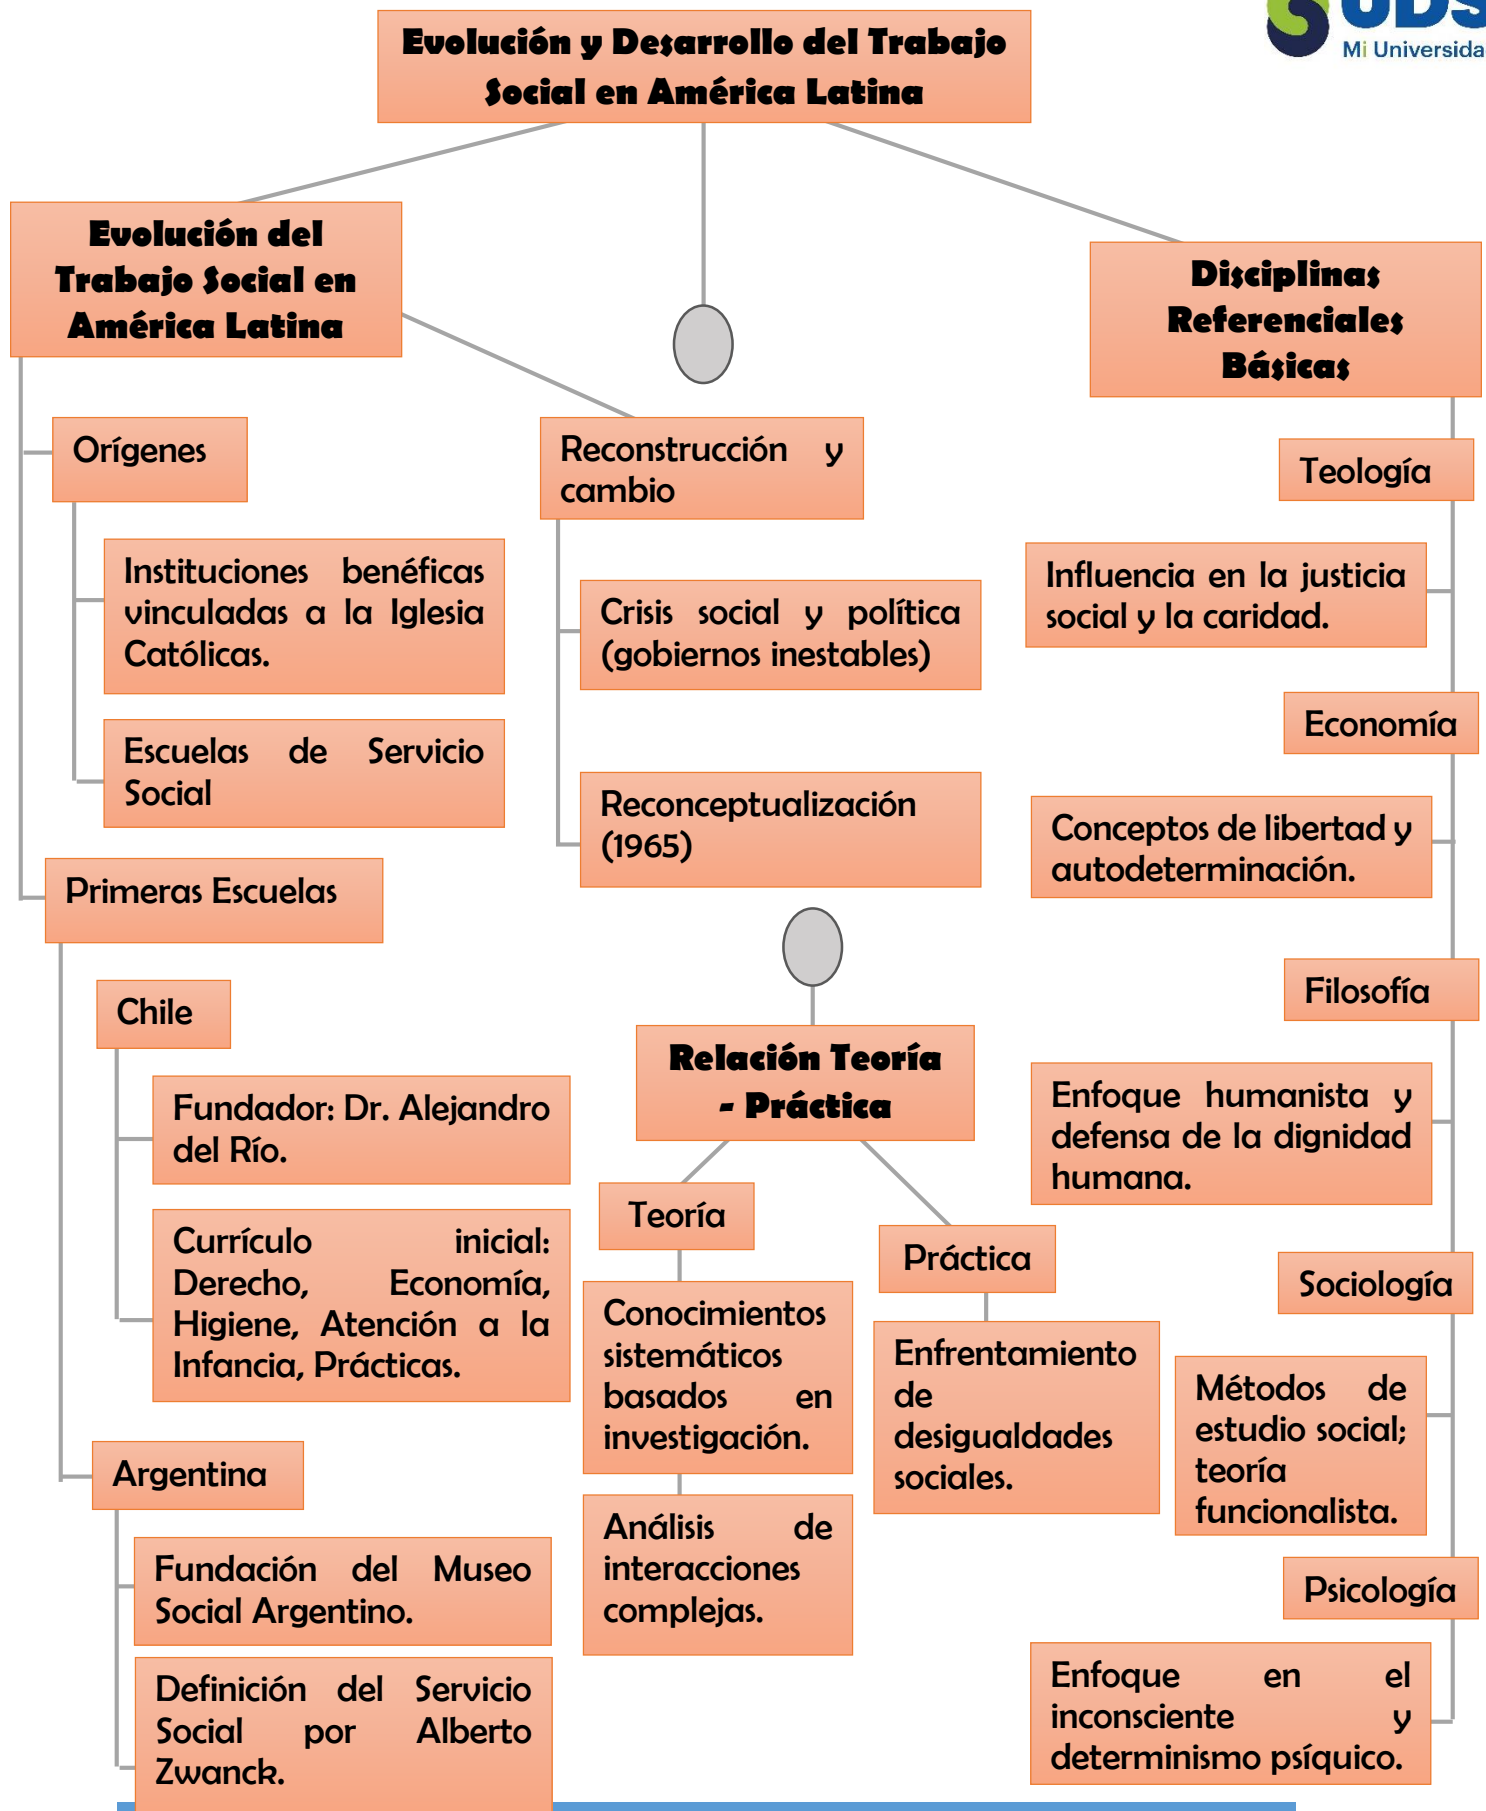 Evolución y Desarrollo del Trabajo
Social en América Latina
Mi Universida
Evolución del
Trabajo Social en
América Latina
Orígenes
Instituciones benéficas
vinculadas a la Iglesia
Católicas.
Escuelas de Servicio
Social
Reconstrucción y
cambio
Crisis social y política
(gobiernos inestables)
Reconceptualización
(1965)
Primeras Escuelas
Chile
Fundador: Dr. Alejandro
del Río.
Currículo inicial:
Derecho, Economía,
Higiene, Atención a la
Infancia, Prácticas.
Argentina
Fundación del Museo
Social Argentino.
Definición del Servicio
Social por Alberto
Zwanck.
Relación Teoría
- Práctica
Teoría
Conocimientos
sistemáticos
basados en
investigación.
Análisis de
interacciones
complejas.
Práctica
Enfrentamiento
de
desigualdades
sociales.
Disciplinas
Referenciales
Básicas
Teología
Influencia en la justicia
social y la caridad.
Economía
Conceptos de libertad y
autodeterminación.
Filosofía
Enfoque humanista y
defensa de la dignidad
humana.
Sociología
Métodos de
estudio social;
teoría
funcionalista.
Psicología
Enfoque en el
inconsciente y
determinismo psíquico.